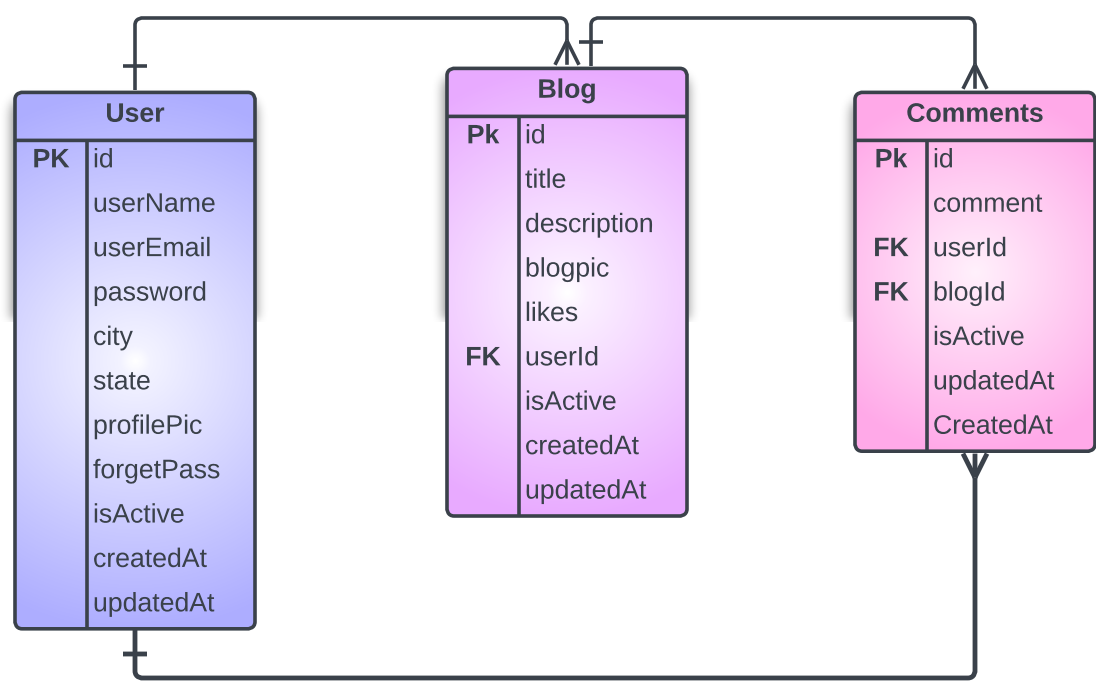 User
PK id
userName
userEmail
password
city
state
profilePic
forgetPass
isActive
createdAt
updatedAt
Blog
Pk id
title
description
blogpic
likes
FK userId
isActive
createdAt
updatedAt
Comments
Pk id
comment
FK userId
FK blogId
isActive
updatedAt
CreatedAt